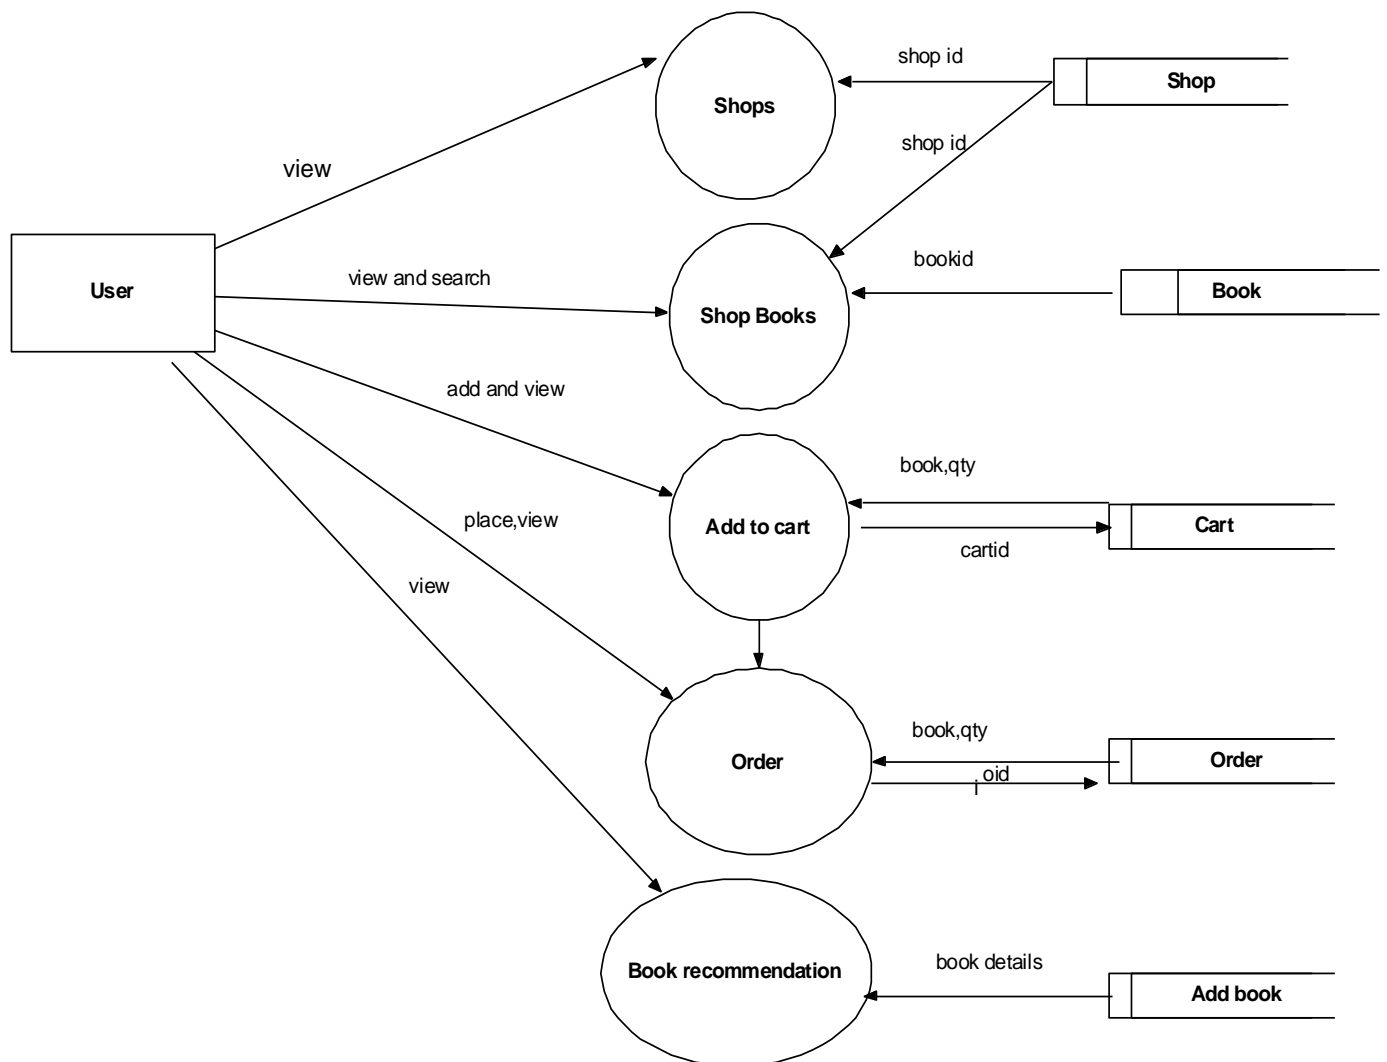 shop id
Shop
Shops
shop id
view
bookid
view and search
User
Book
Shop Books
add and view
book,qty
place,view
Add to cart
Cart
cartid
view
book,qty
Order
Order
oid
i
book details
Book recommendation
Add book